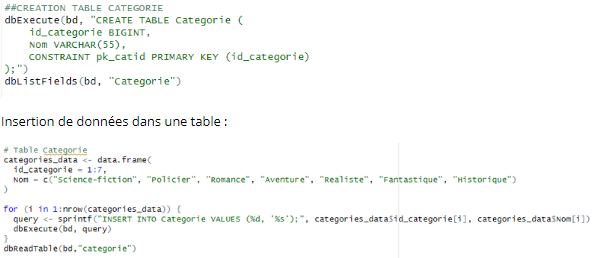 ##CREATION TABLE CATEGORIE
dbExecute(bd, "CREATE TABLE Categorie (
id_categorie BIGINT,
Nom VARCHAR(55),
CONSTRAINT pk_catid PRIMARY KEY (id_categorie)
);")
dbListFields(bd, "Categorie")
Insertion de données dans une table :
# Table Categorie
categories_data <- data.frame(
id_categorie = 1:7,
Nom = c("Science-fiction", "Policier", "Romance", "Aventure", "Realiste", "Fantastique", "Historique")
)
for (i in 1:nrow(categories_data)) {
query <- sprintf("INSERT INTO Categorie VALUES (%d, '%s');", categories_data$id_categorie[i], categories_data$Nom[i])
dbExecute(bd, query)
}
dbReadTable(bd,"categorie")